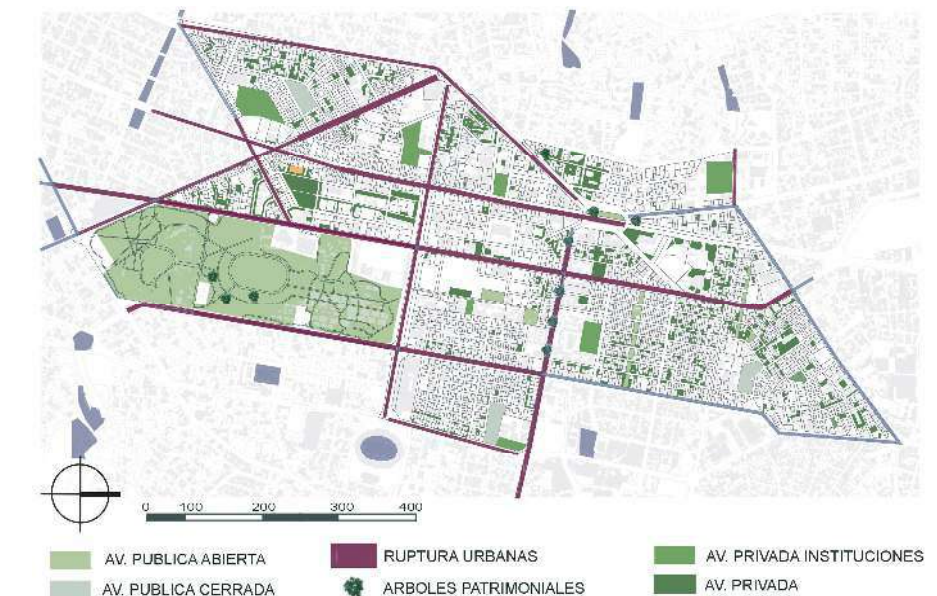 0 100 200 300 400
AV. PUBLICA ABIERTA
RUPTURA URBANAS
AV. PRIVADA INSTITUCIONES
AV. PUBLICA CERRADA
ARBOLES PATRIMONIALES
AV. PRIVADA